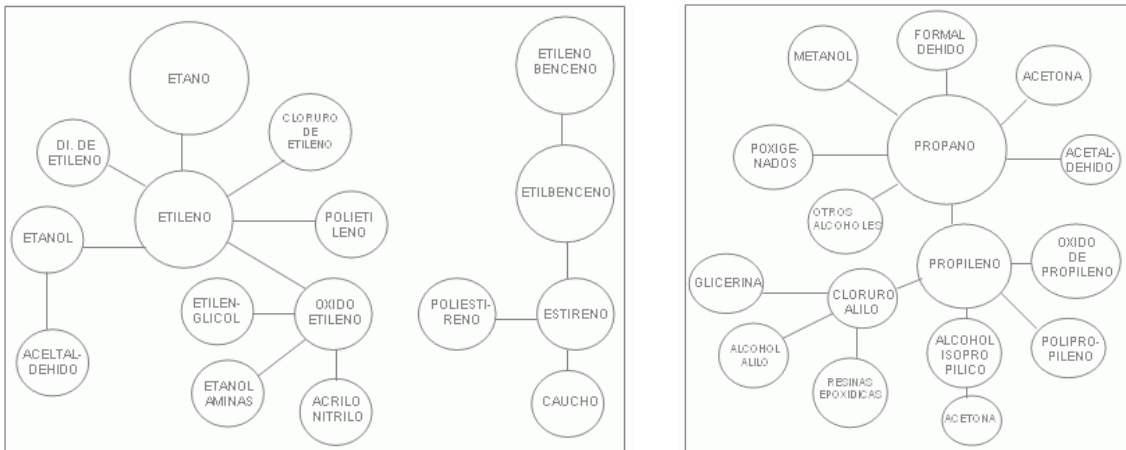 ETANO
DI. DE
ETILENO
CLORURO
DE
ETILENO
ETILENO
ETANOL
POLIETI
LENO
ETILEN-
GLICOL
OXIDO
ETILENO
ACELTAL-
DEHIDO
ETANOL
AMINAS
ACRILO
NITRILO
ETILENO
BENCENO
ETILBENCENO
POLIESTI-
RENO
ESTIRENO
CAUCHO
METANOL
FORMAL
DEHIDO
ACETONA
PROPANO
POXIGE-
NADOS
ACETAL-
DEHIDO
OTROS
ALCOHOLES
PROPILENO
OXIDO
DE
PROPILENO
GLICERINA
CLORURO
ALILO
ALCOHOL
ALILO
RESINAS
EPOXIDICAS
ALCOHOL
ISOPRO
PILICO
POLIPRO-
PILENO
ACETONA